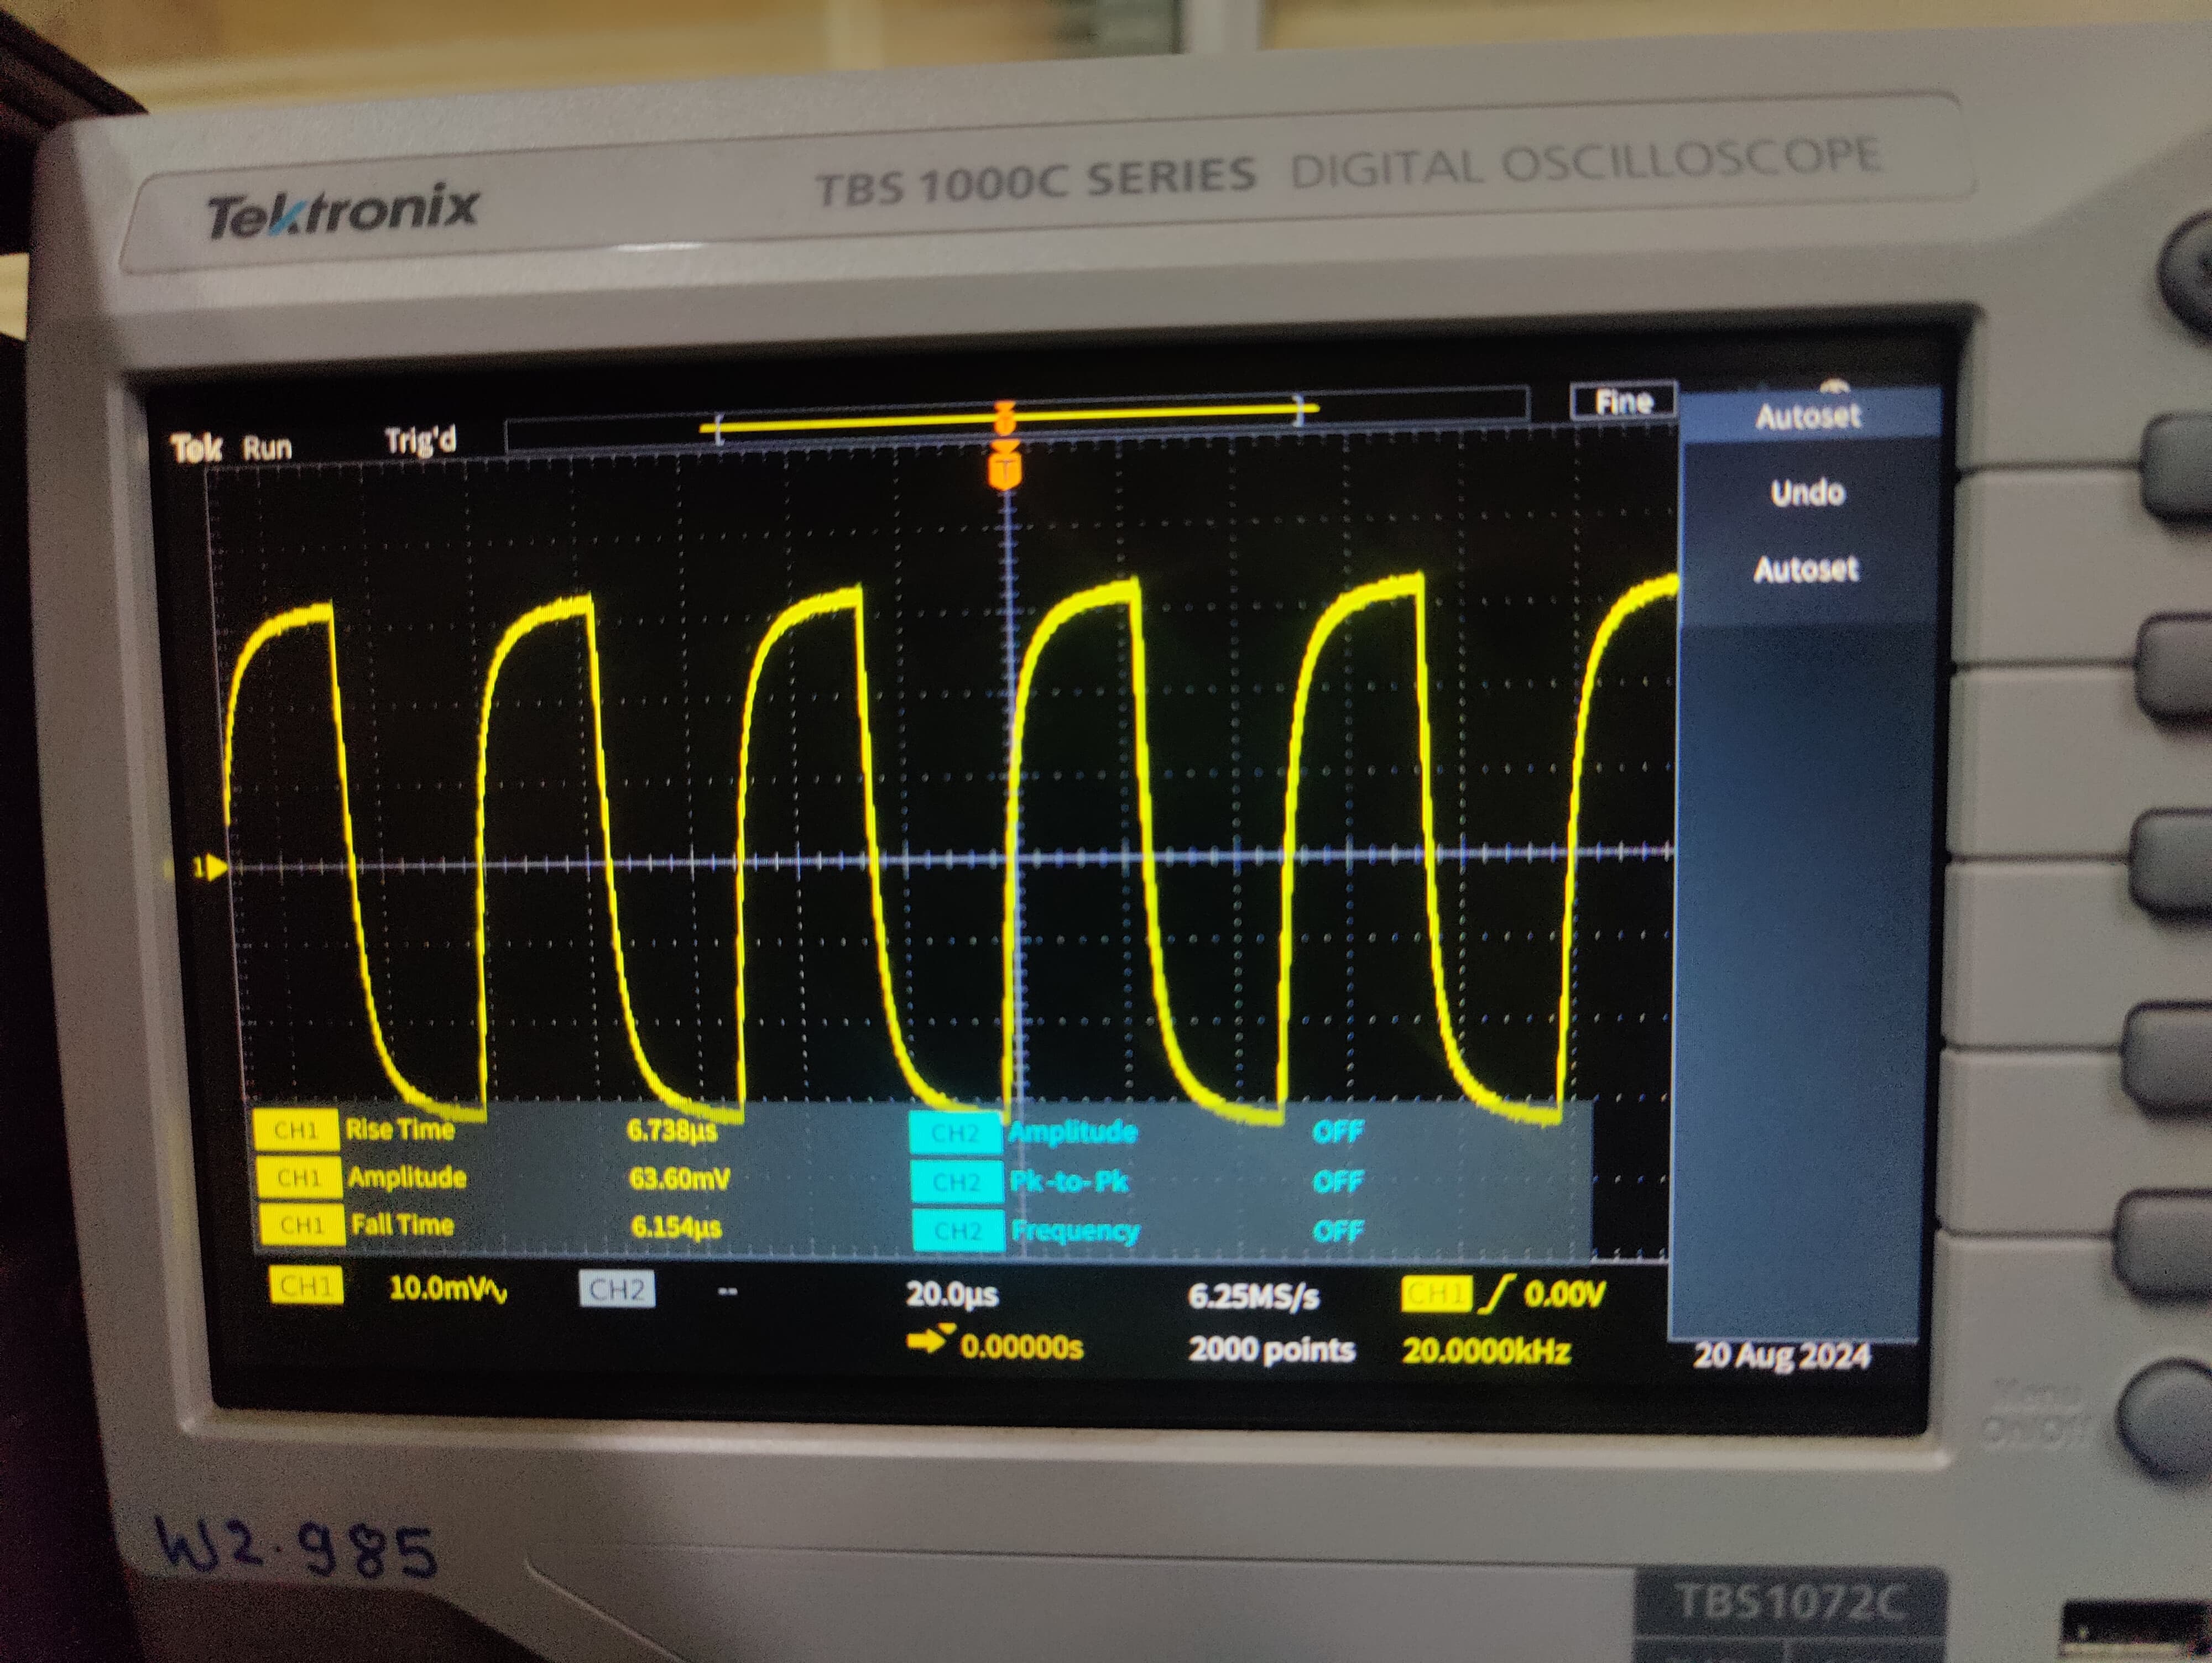 Tektronix TBS 1000C SERIES DIGITAL OSCILLOSCOPE
Tek Run Trig'd Fine
Autoset
T
Undo
Autoset
1
CH1 Rise Time 6.738µs CH2 Amplitude OFF
CH1 Amplitude 63.60mV CH2 Pk-to-Pk OFF
CH1 Fall Time 6.154µs CH2 Frequency OFF
CH1 10.0mV CH2 -- 20.0µs 6.25MS/s CH1 0.00V
0.00000s 2000 points 20.0000kHz
20 Aug 2024
Menu
On/Off
W2.985
TBS1072C